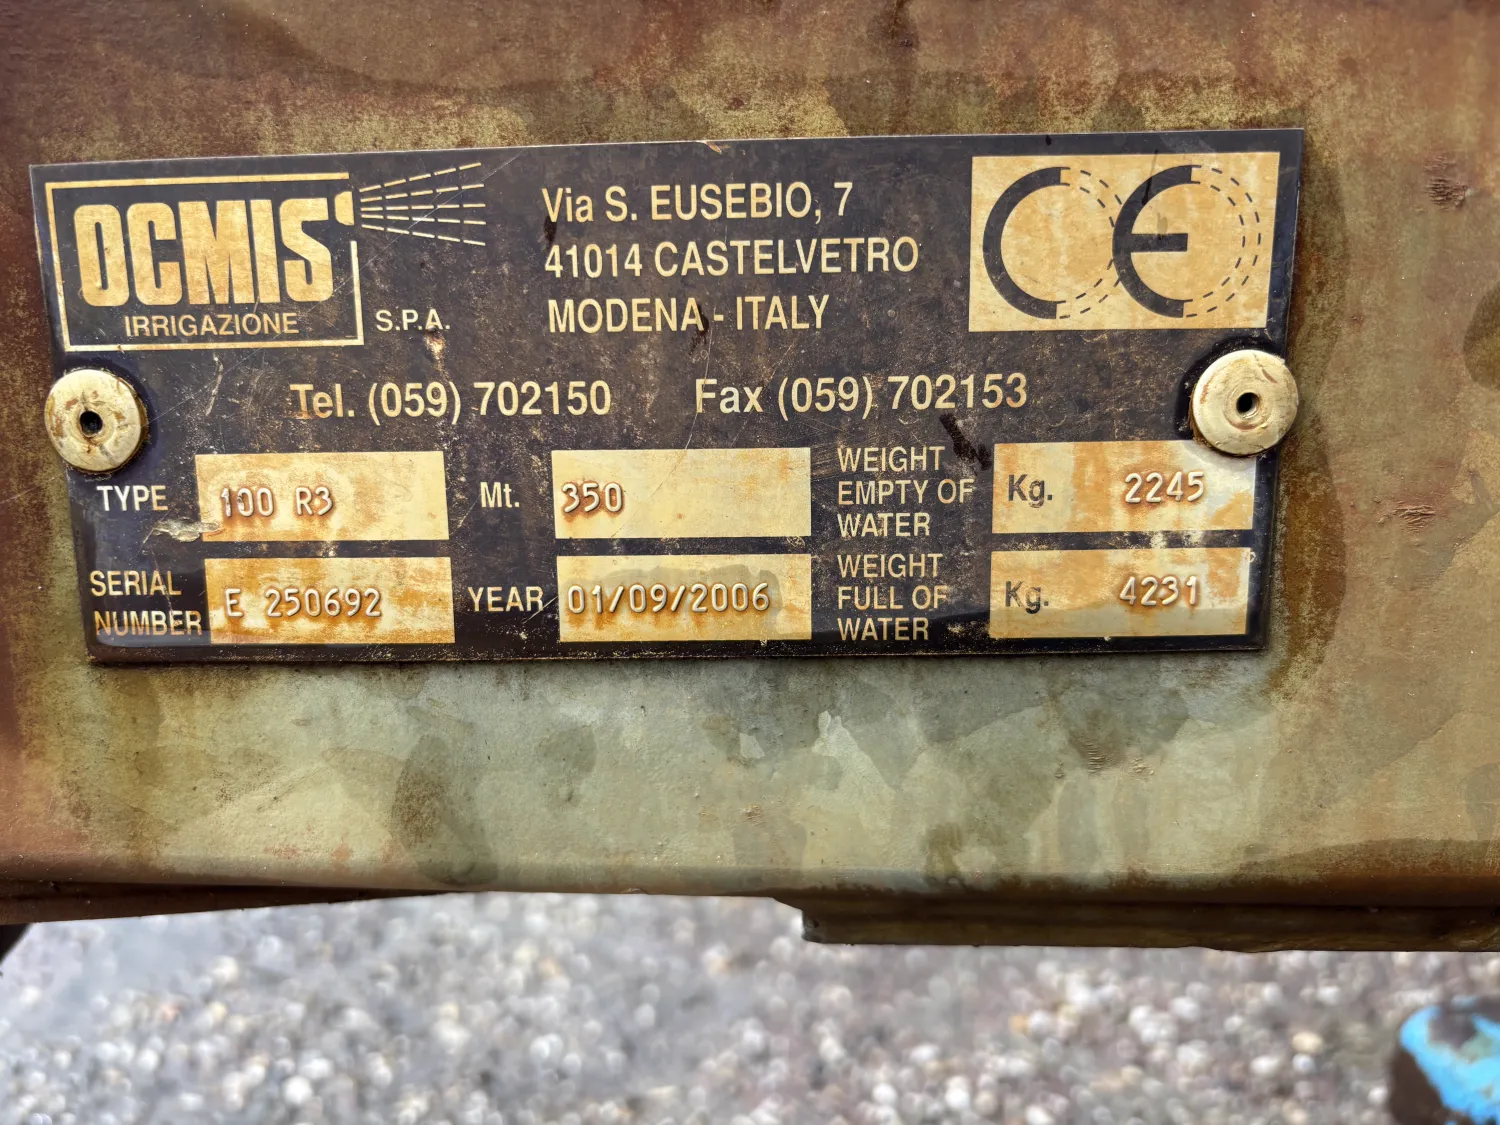 OCMIS
IRRIGAZIONE
S.P.A.
Via S. EUSEBIO, 7
41014 CASTELVETRO
MODENA - ITALY
CE
Tel. (059) 702150 Fax (059) 702153
TYPE 100 R3
Mt. 350
WEIGHT
EMPTY OF
WATER
Kg. 2245
SERIAL
NUMBER
E 250692
YEAR 01/09/2006
WEIGHT
FULL OF
WATER
Kg. 4231